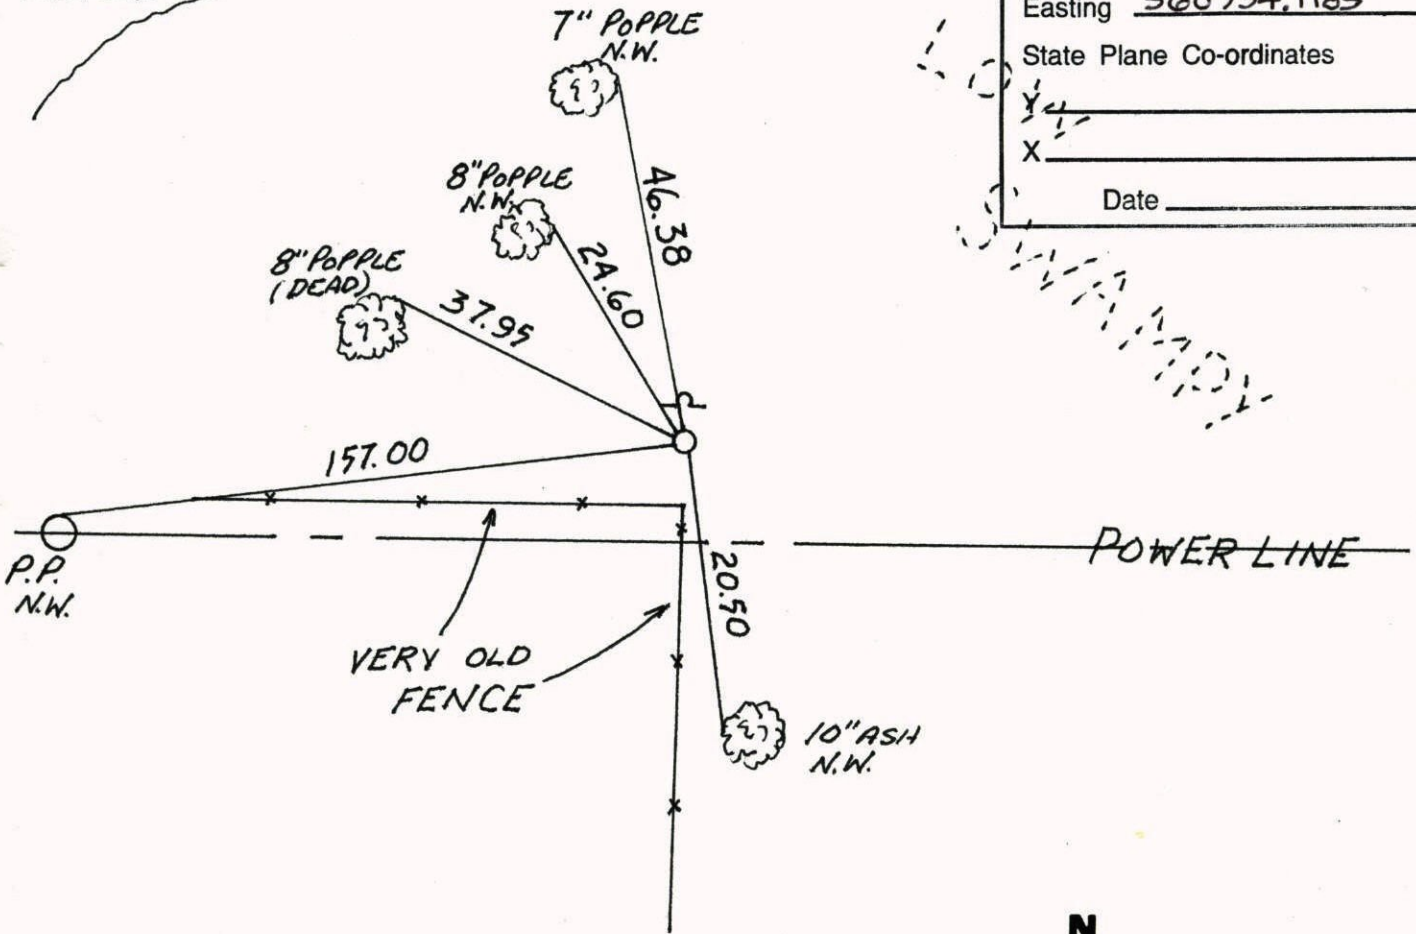 7" POPPLE
N.W.
Easting
State Plane Co-ordinates
Y
X
Date
LOW
SWAMPY
8" POPPLE
N.W.
46.38
24.60
8" POPPLE
(DEAD)
37.95
157.00
P.P.
N.W.
POWER LINE
20.50
VERY OLD
FENCE
10" ASH
N.W.
N